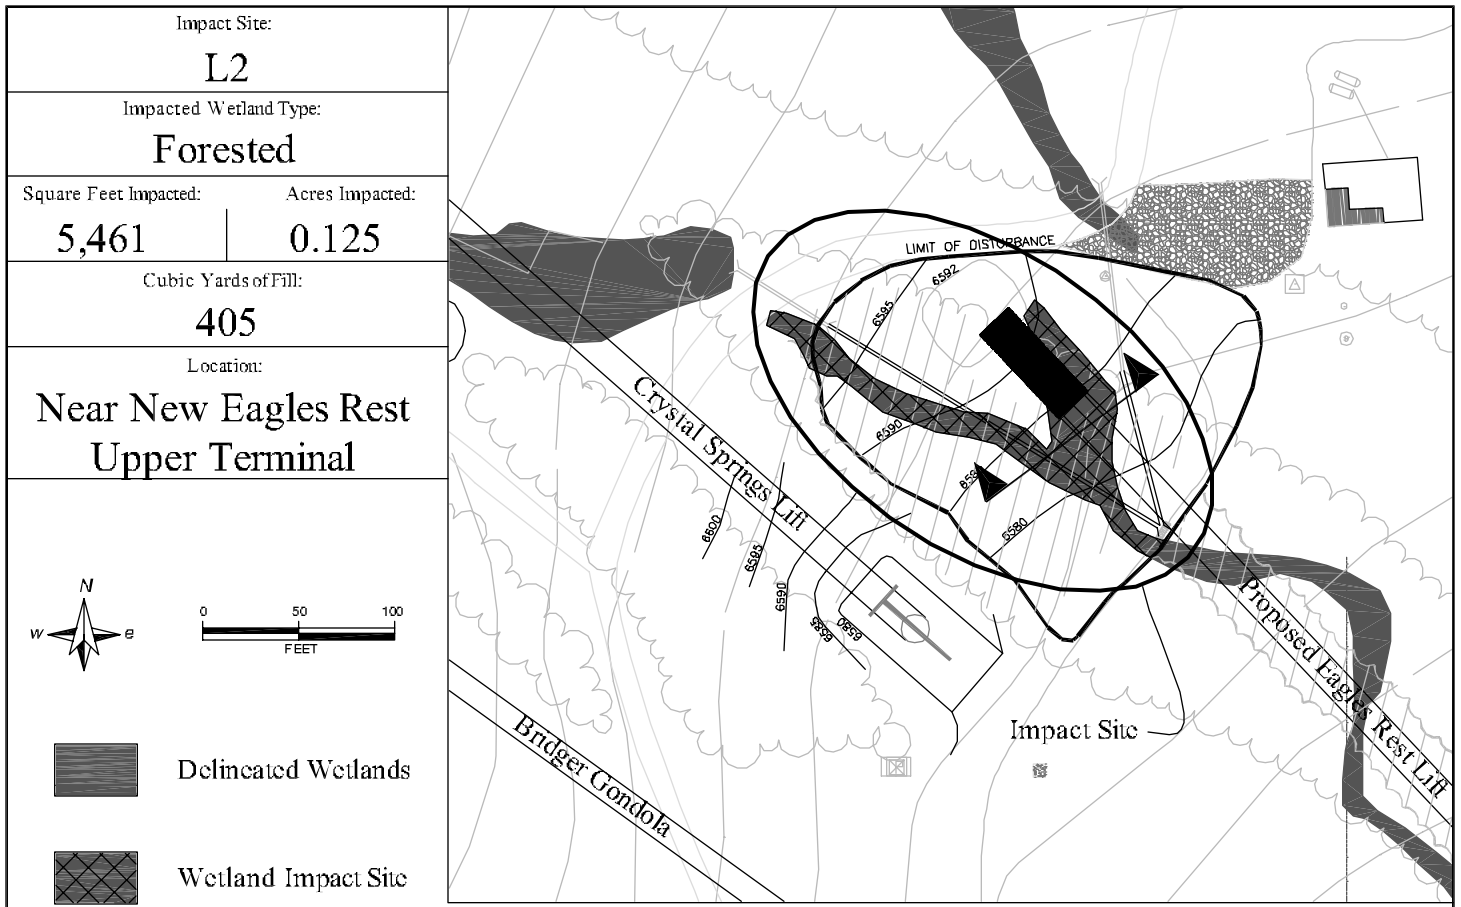 Impact Site:
L2
Impacted Wetland Type:
Forested
Square Feet Impacted:
Acres Impacted:
5,461
0.125
Cubic Yards of Fill:
405
Location:
Near New Eagles Rest
Upper Terminal
N
w
e
0
50
100
FEET
Delineated Wetlands
Wetland Impact Site
LIMIT OF DISTURBANCE
6592
6595
6590
6580
Crystal Springs Lift
6600
6595
6590
6585
6580
Proposed Eagles Rest Lift
Impact Site
Bridger Gondola